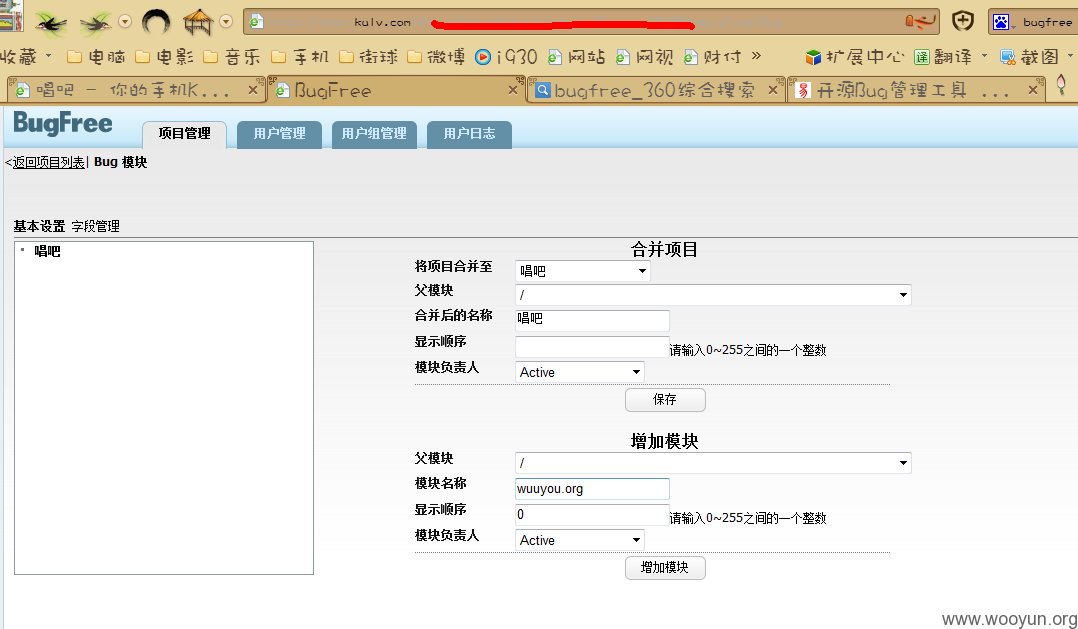 kulv.com
bugfree
收藏 电脑 电影 音乐 手机 街球 微博 i930 网站 网视 财付 » 扩展中心 翻译 截图
唱吧 - 你的手机K... × BugFree × bugfree_360综合搜索 × 开源Bug管理工具 ... ×
BugFree
项目管理 用户管理 用户组管理 用户日志
<返回项目列表| Bug 模块
基本设置 字段管理
唱吧
合并项目
将项目合并至 唱吧
父模块 /
合并后的名称 唱吧
显示顺序 请输入0~255之间的一个整数
模块负责人 Active
保存
增加模块
父模块 /
模块名称 wuuyou.org
显示顺序 0 请输入0~255之间的一个整数
模块负责人 Active
增加模块
www.wooyun.org